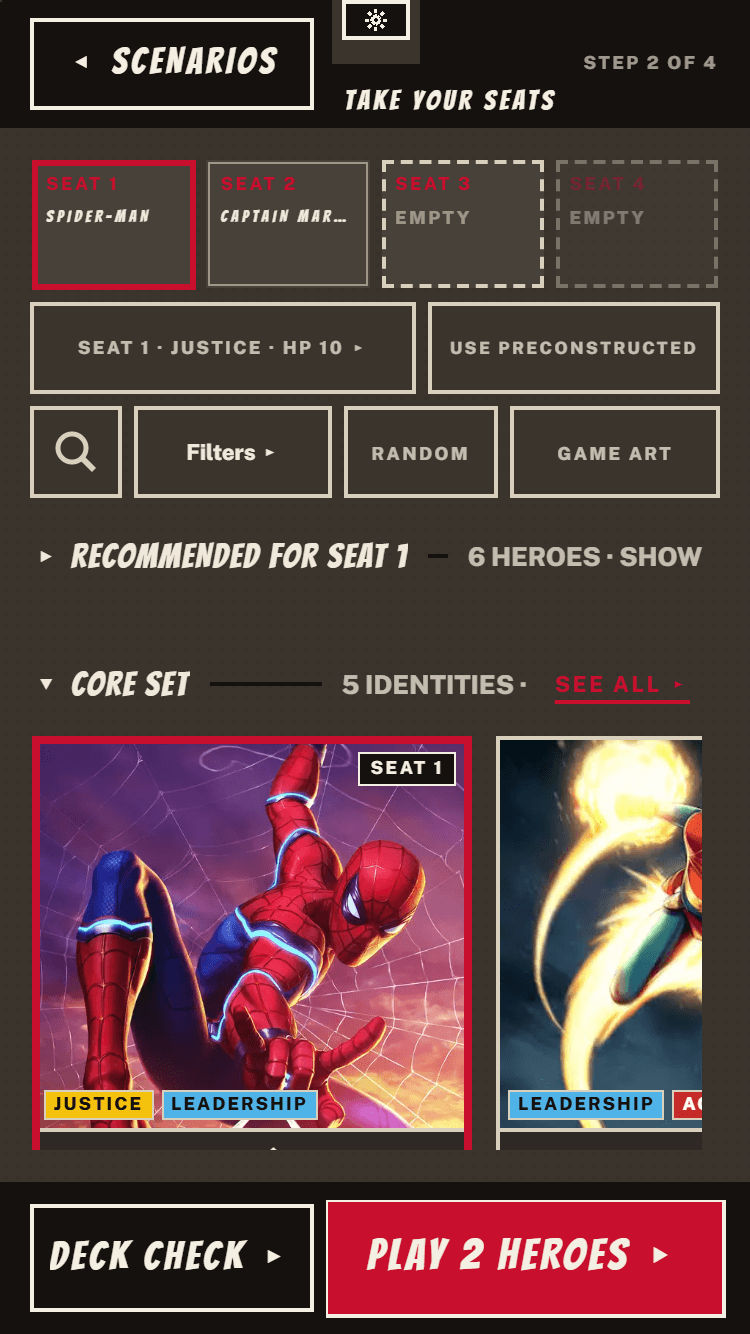 ◂ SCENARIOS
STEP 2 OF 4
TAKE YOUR SEATS
SEAT 1
SPIDER-MAN
SEAT 2
CAPTAIN MAR…
SEAT 3
EMPTY
SEAT 4
EMPTY
SEAT 1 · JUSTICE · HP 10 ▸
USE PRECONSTRUCTED
Filters ▸
RANDOM
GAME ART
▸ RECOMMENDED FOR SEAT 1
6 HEROES · SHOW
▾ CORE SET
5 IDENTITIES ·
SEE ALL ▸
SEAT 1
JUSTICE
LEADERSHIP
LEADERSHIP
DECK CHECK ▸
PLAY 2 HEROES ▸